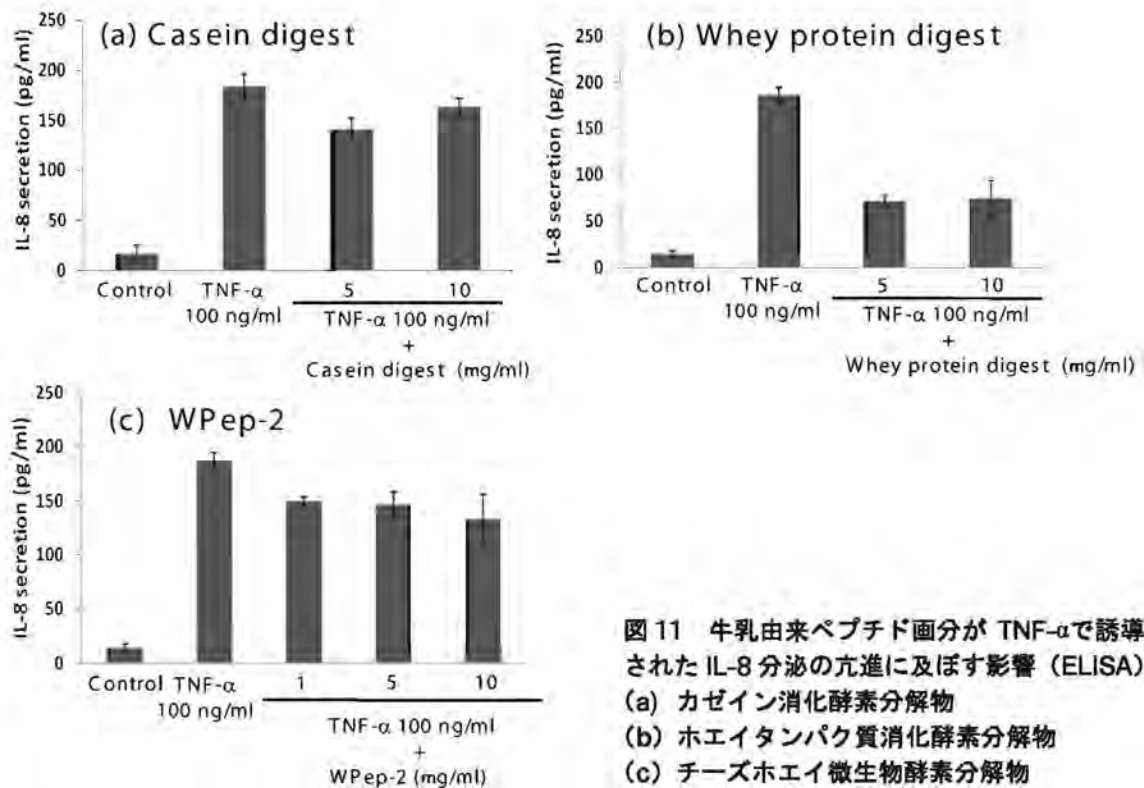 (a) Casein digest
IL-8 secretion (pg/ml)
250
200
150
100
50
0
Control
TNF-α
100 ng/ml
5
10
TNF-α 100 ng/ml
+
Casein digest (mg/ml)
(b) Whey protein digest
IL-8 secretion (pg/ml)
250
200
150
100
50
0
Control
TNF-α
100 ng/ml
5
10
TNF-α 100 ng/ml
+
Whey protein digest (mg/ml)
(c) WPep-2
IL-8 secretion (pg/ml)
250
200
150
100
50
0
Control
TNF-α
100 ng/ml
1
5
10
TNF-α 100 ng/ml
+
WPep-2 (mg/ml)
図 11 牛乳由来ペプチド画分が TNF-αで誘導
された IL-8 分泌の亢進に及ぼす影響（ELISA）
(a) カゼイン消化酵素分解物
(b) ホエイタンパク質消化酵素分解物
(c) チーズホエイ微生物酵素分解物